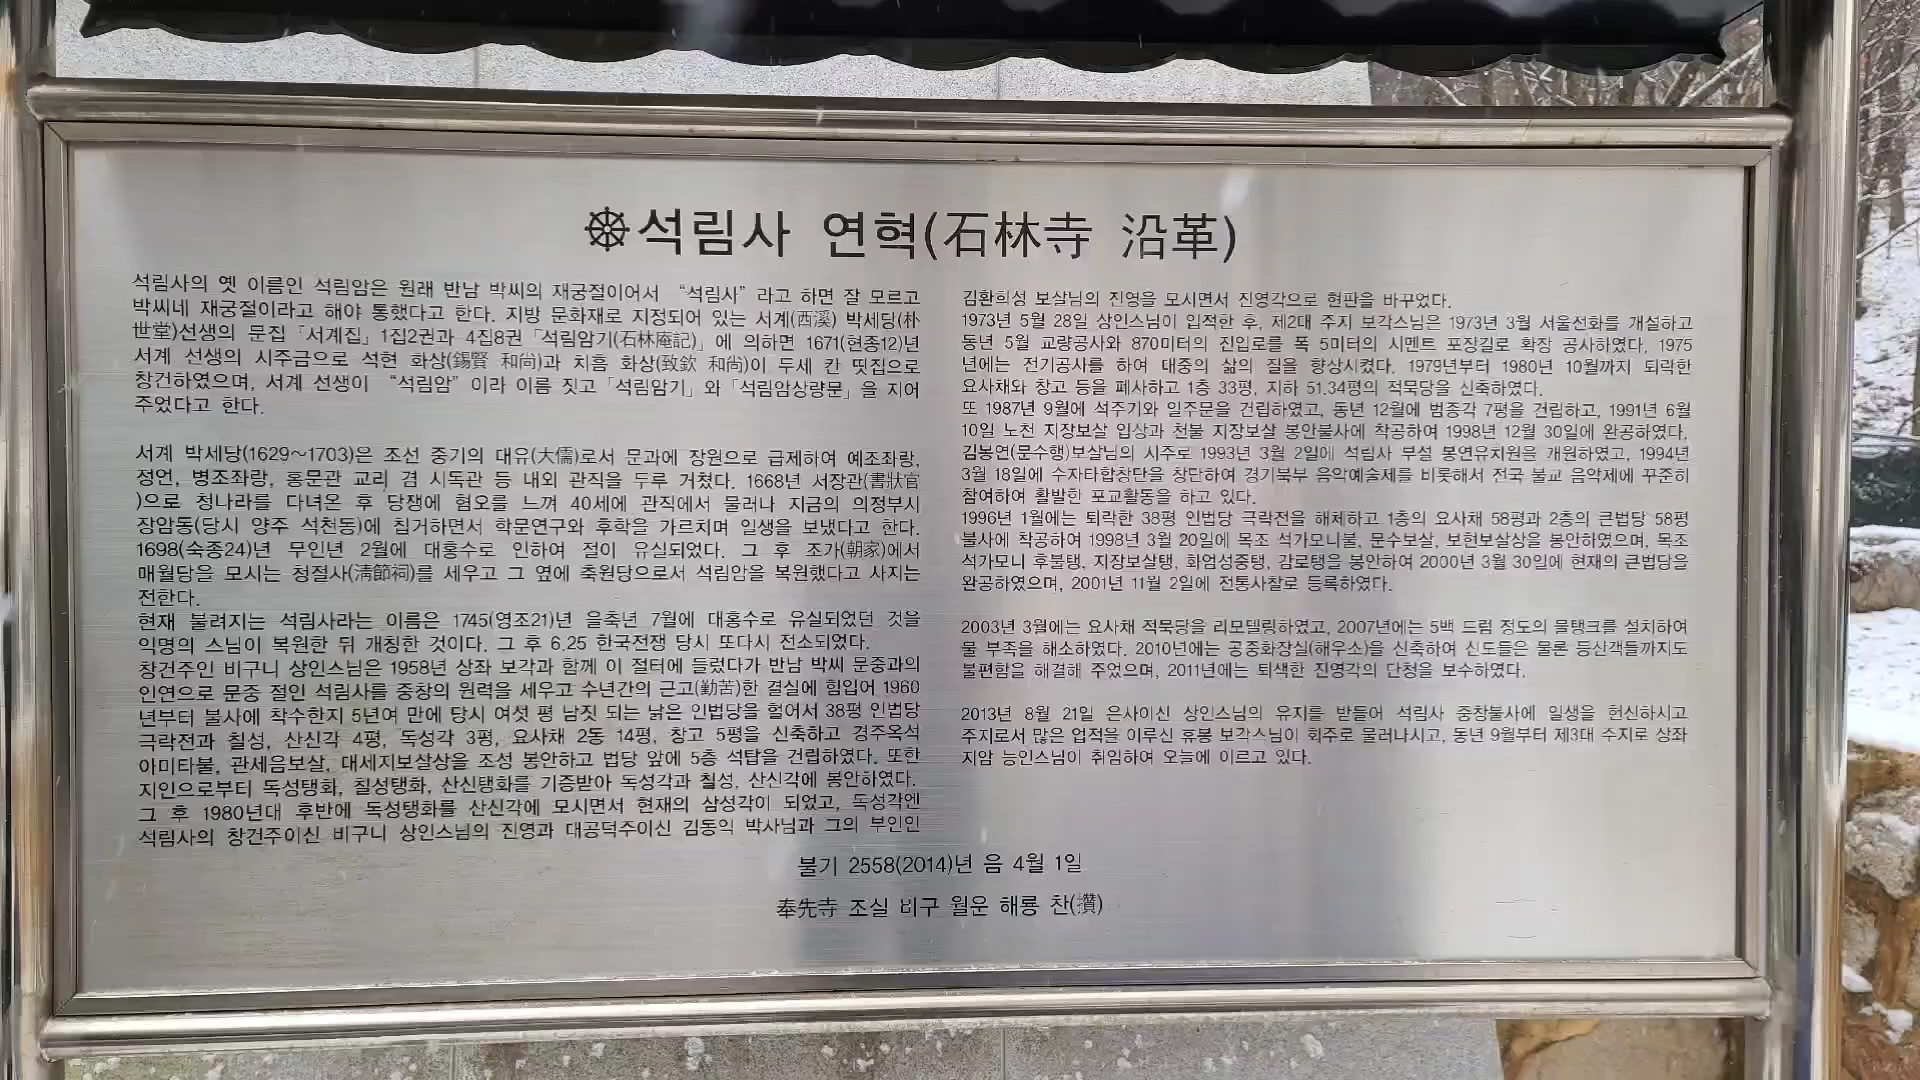 석림사 연혁(石林寺 沿革)
석림사의 옛 이름인 석림암은 원래 반남 박씨의 재궁절이어서 “석림사” 라고 하면 잘 모르고
박씨네 재궁절이라고 해야 통했다고 한다. 지방 문화재로 지정되어 있는 서계(西溪) 박세당(朴
世堂)선생의 문집 「서계집」 1집2권과 4집8권 「석림암기(石林庵記)」에 의하면 1671(현종12)년
서계 선생의 시주금으로 석현 화상(錫賢 和尙)과 치흠 화상(致欽 和尙)이 두세 칸 띳집으로
창건하였으며, 서계 선생이 “석림암” 이라 이름 짓고 「석림암기」와 「석림암상량문」을 지어
주었다고 한다.
서계 박세당(1629~1703)은 조선 중기의 대유(大儒)로서 문과에 장원으로 급제하여 예조좌랑,
정언, 병조좌랑, 홍문관 교리 겸 시독관 등 내외 관직을 두루 거쳤다. 1668년 서장관(書狀官
)으로 청나라를 다녀온 후 당쟁에 혐오를 느껴 40세에 관직에서 물러나 지금의 의정부시
장암동(당시 양주 석천동)에 칩거하면서 학문연구와 후학을 가르치며 일생을 보냈다고 한다.
1698(숙종24)년 무인년 2월에 대홍수로 인하여 절이 유실되었다. 그 후 조가(朝家)에서
매월당을 모시는 청절사(淸節祠)를 세우고 그 옆에 축원당으로서 석림암을 복원했다고 사지는
전한다.
현재 불려지는 석림사라는 이름은 1745(영조21)년 을축년 7월에 대홍수로 유실되었던 것을
익명의 스님이 복원한 뒤 개칭한 것이다. 그 후 6.25 한국전쟁 당시 또다시 전소되었다.
창건주인 비구니 상인스님은 1958년 상좌 보각과 함께 이 절터에 들렀다가 반남 박씨 문중과의
인연으로 문중 절인 석림사를 중창의 원력을 세우고 수년간의 근고(勤苦)한 결실에 힘입어 1960
년부터 불사에 착수한지 5년여 만에 당시 여섯 평 남짓 되는 낡은 인법당을 헐어서 38평 인법당
극락전과 칠성, 산신각 4평, 독성각 3평, 요사채 2동 14평, 창고 5평을 신축하고 경주옥석
아미타불, 관세음보살, 대세지보살상을 조성 봉안하고 법당 앞에 5층 석탑을 건립하였다. 또한
지인으로부터 독성탱화, 칠성탱화, 산신탱화를 기증받아 독성각과 칠성, 산신각에 봉안하였다.
그 후 1980년대 후반에 독성탱화를 산신각에 모시면서 현재의 삼성각이 되었고, 독성각엔
석림사의 창건주이신 비구니 상인스님의 진영과 대공덕주이신 김동익 박사님과 그의 부인인
김환희성 보살님의 진영을 모시면서 진영각으로 현판을 바꾸었다.
1973년 5월 28일 상인스님이 입적한 후, 제2대 주지 보각스님은 1973년 3월 서울전화를 개설하고
동년 5월 교량공사와 870미터의 진입로를 폭 5미터의 시멘트 포장길로 확장 공사하였다, 1975
년에는 전기공사를 하여 대중의 삶의 질을 향상시켰다. 1979년부터 1980년 10월까지 퇴락한
요사채와 창고 등을 폐사하고 1층 33평, 지하 51.34평의 적묵당을 신축하였다.
또 1987년 9월에 석주기와 일주문을 건립하였고, 동년 12월에 범종각 7평을 건립하고, 1991년 6월
10일 노천 지장보살 입상과 천불 지장보살 봉안불사에 착공하여 1998년 12월 30일에 완공하였다.
김봉연(문수행)보살님의 시주로 1993년 3월 2일에 석림사 부설 봉연유치원을 개원하였고, 1994년
3월 18일에 수자타합창단을 창단하여 경기북부 음악예술제를 비롯해서 전국 불교 음악제에 꾸준히
참여하여 활발한 포교활동을 하고 있다.
1996년 1월에는 퇴락한 38평 인법당 극락전을 해체하고 1층의 요사채 58평과 2층의 큰법당 58평
불사에 착공하여 1998년 3월 20일에 목조 석가모니불, 문수보살, 보현보살상을 봉안하였으며, 목조
석가모니 후불탱, 지장보살탱, 화엄성중탱, 감로탱을 봉안하여 2000년 3월 30일에 현재의 큰법당을
완공하였으며, 2001년 11월 2일에 전통사찰로 등록하였다.
2003년 3월에는 요사채 적묵당을 리모델링하였고, 2007년에는 5백 드럼 정도의 물탱크를 설치하여
물 부족을 해소하였다. 2010년에는 공중화장실(해우소)을 신축하여 신도들은 물론 등산객들까지도
불편함을 해결해 주었으며, 2011년에는 퇴색한 진영각의 단청을 보수하였다.
2013년 8월 21일 은사이신 상인스님의 유지를 받들어 석림사 중창불사에 일생을 헌신하시고
주지로서 많은 업적을 이루신 휴봉 보각스님이 회주로 물러나시고, 동년 9월부터 제3대 주지로 상좌
지암 능인스님이 취임하여 오늘에 이르고 있다.
불기 2558(2014)년 음 4월 1일
奉先寺 조실 비구 월운 해룡 찬(攢)